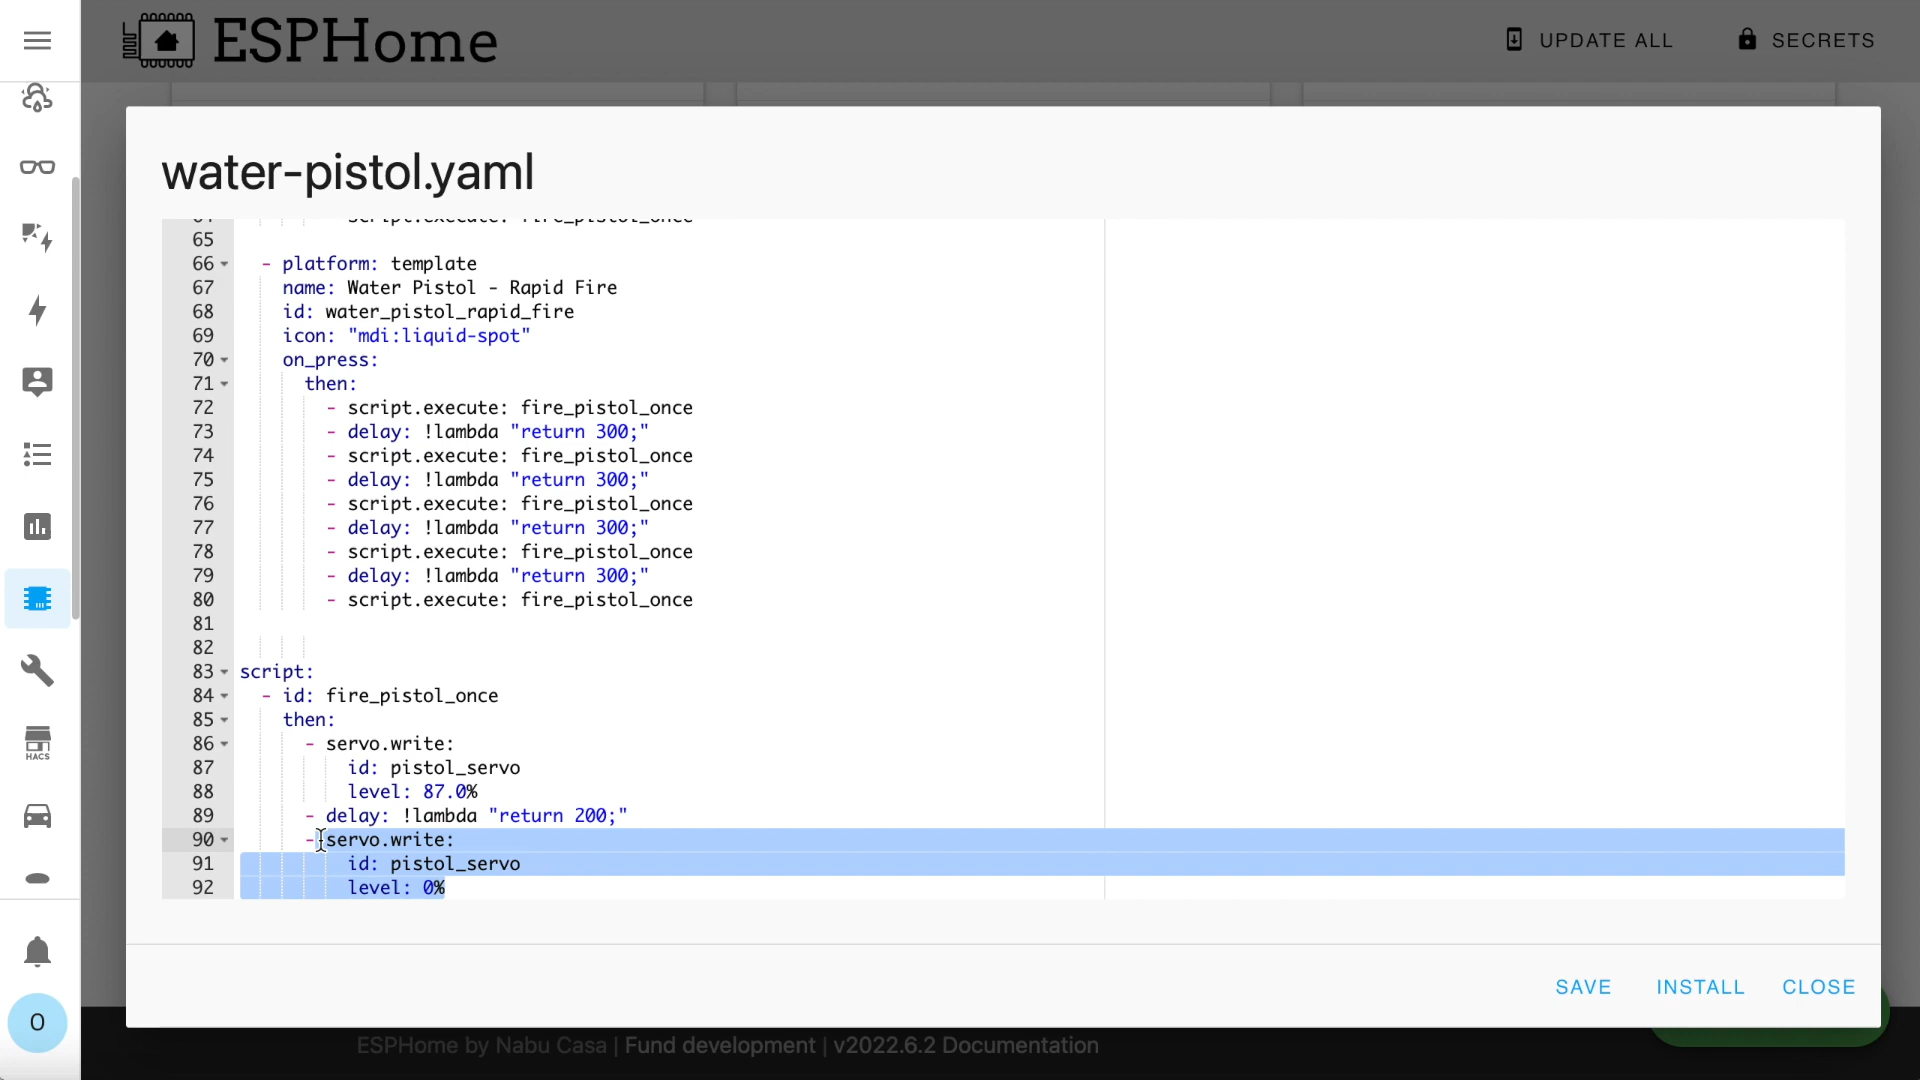 ESPHome
UPDATE ALL
SECRETS
water-pistol.yaml
65
66 - platform: template
67 name: Water Pistol - Rapid Fire
68 id: water_pistol_rapid_fire
69 icon: "mdi:liquid-spot"
70 on_press:
71 then:
72 - script.execute: fire_pistol_once
73 - delay: !lambda "return 300;"
74 - script.execute: fire_pistol_once
75 - delay: !lambda "return 300;"
76 - script.execute: fire_pistol_once
77 - delay: !lambda "return 300;"
78 - script.execute: fire_pistol_once
79 - delay: !lambda "return 300;"
80 - script.execute: fire_pistol_once
81
82
83 script:
84 - id: fire_pistol_once
85 then:
86 - servo.write:
87 id: pistol_servo
88 level: 87.0%
89 - delay: !lambda "return 200;"
90 - servo.write:
91 id: pistol_servo
92 level: 0%
HACS
SAVE
INSTALL
CLOSE
O
ESPHome by Nabu Casa | Fund development | v2022.6.2 Documentation